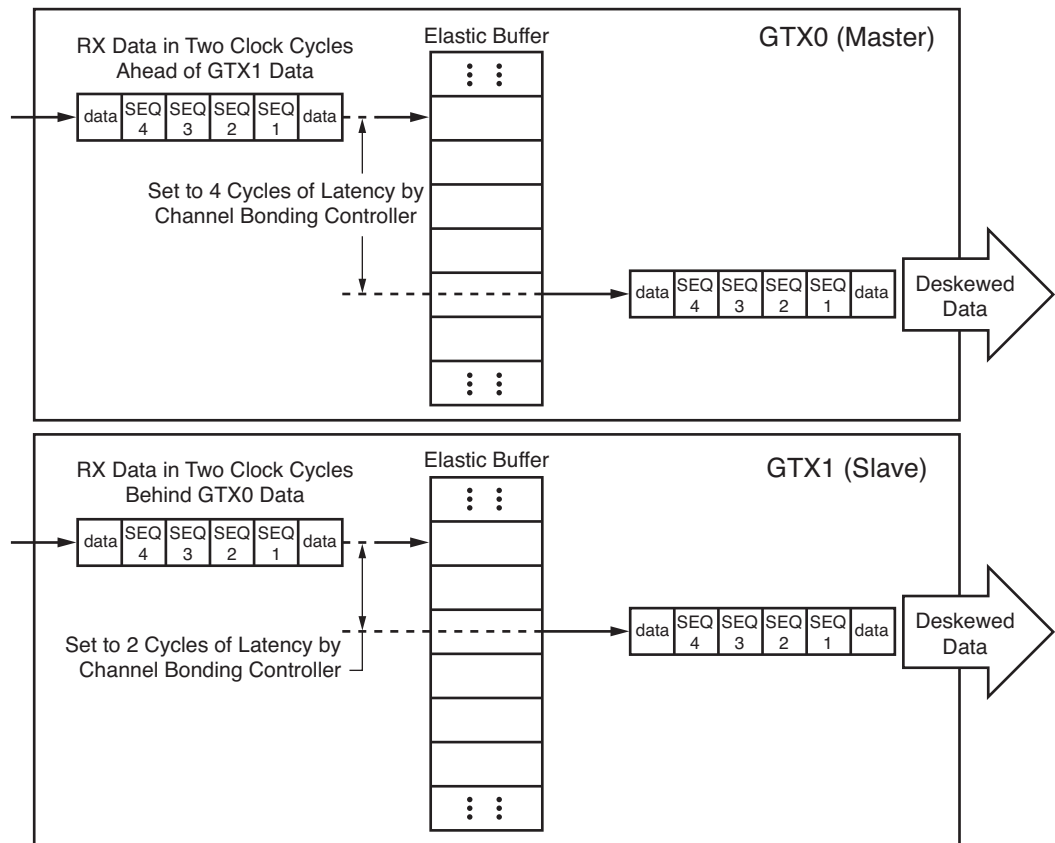 GTX0 (Master)
RX Data in Two Clock Cycles
Ahead of GTX1 Data
Elastic Buffer
data SEQ 4 SEQ 3 SEQ 2 SEQ 1 data
Set to 4 Cycles of Latency by
Channel Bonding Controller
data SEQ 4 SEQ 3 SEQ 2 SEQ 1 data
Deskewed
Data
GTX1 (Slave)
RX Data in Two Clock Cycles
Behind GTX0 Data
Elastic Buffer
data SEQ 4 SEQ 3 SEQ 2 SEQ 1 data
Set to 2 Cycles of Latency by
Channel Bonding Controller
data SEQ 4 SEQ 3 SEQ 2 SEQ 1 data
Deskewed
Data